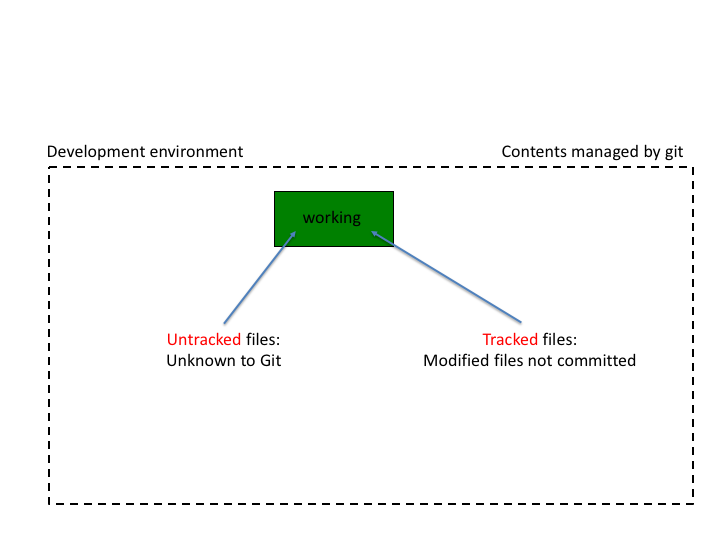 Development environment
Contents managed by git
working
Untracked files:
Unknown to Git
Tracked files:
Modified files not committed